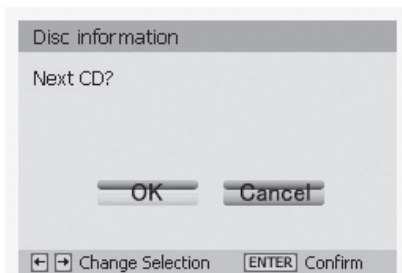 Disc information
Next CD?
OK Cancel
← → Change Selection ENTER Confirm